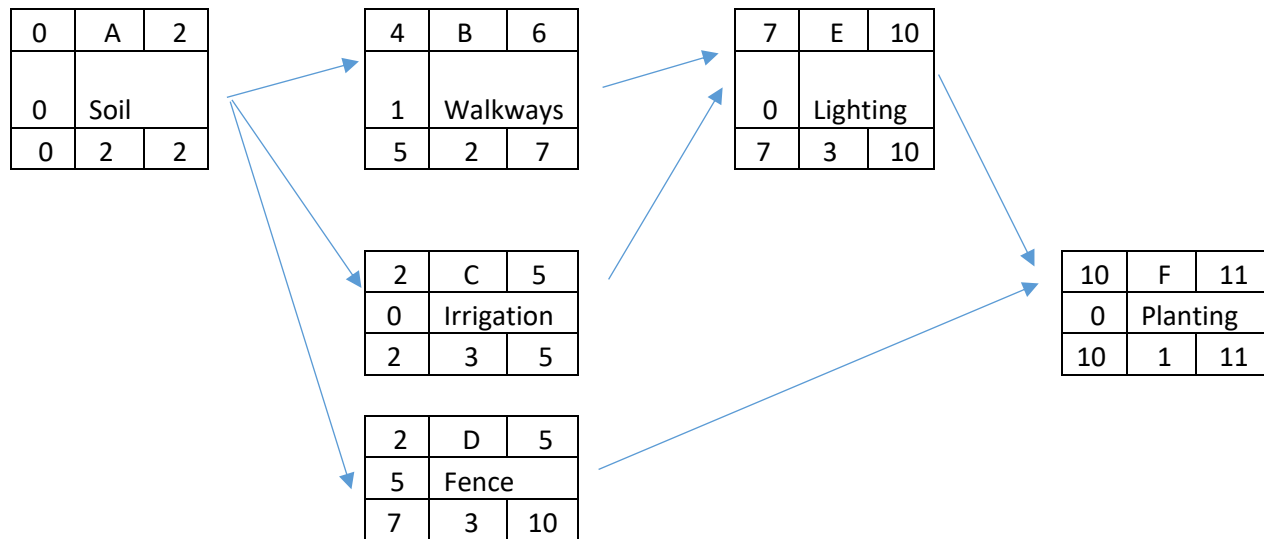 0 A 2
0 Soil
0 2 2
4 B 6
1 Walkways
5 2 7
7 E 10
0 Lighting
7 3 10
2 C 5
0 Irrigation
2 3 5
10 F 11
0 Planting
10 1 11
2 D 5
5 Fence
7 3 10